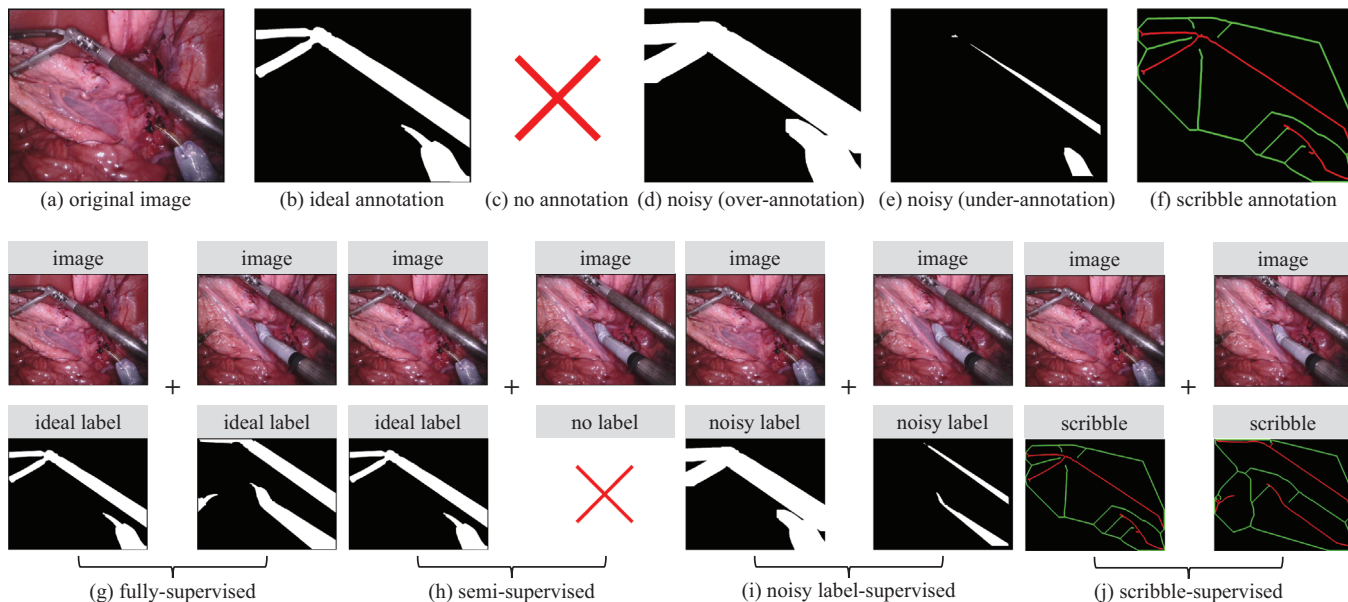 (a) original image
(b) ideal annotation
(c) no annotation
(d) noisy (over-annotation)
(e) noisy (under-annotation)
(f) scribble annotation
image
image
image
image
image
image
image
image
+
+
+
+
ideal label
ideal label
ideal label
no label
noisy label
noisy label
scribble
scribble
(g) fully-supervised
(h) semi-supervised
(i) noisy label-supervised
(j) scribble-supervised